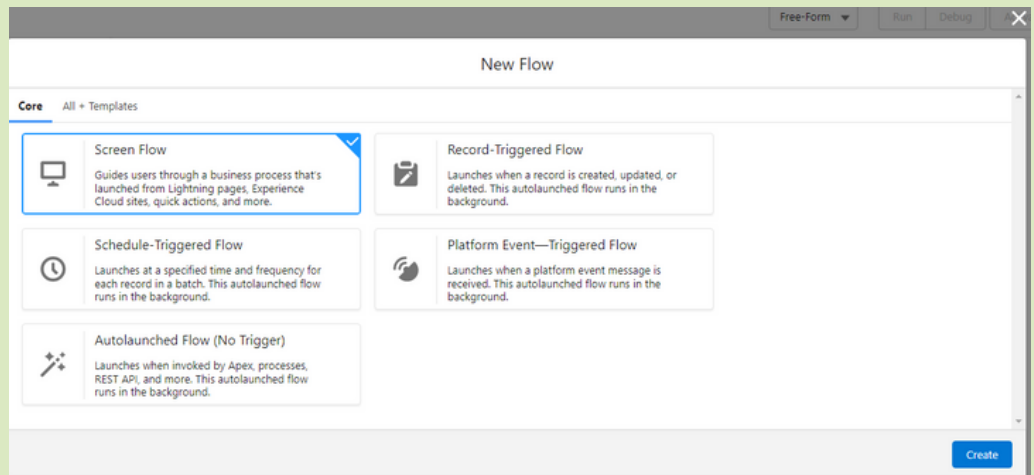 Free-Form
Run
Debug
New Flow
Core
All + Templates
Screen Flow
Guides users through a business process that's
launched from Lightning pages, Experience
Cloud sites, quick actions, and more.
Record-Triggered Flow
Launches when a record is created, updated, or
deleted. This autolaunched flow runs in the
background.
Schedule-Triggered Flow
Launches at a specified time and frequency for
each record in a batch. This autolaunched flow
runs in the background.
Platform Event—Triggered Flow
Launches when a platform event message is
received. This autolaunched flow runs in the
background.
Autolaunched Flow (No Trigger)
Launches when invoked by Apex, processes,
REST API, and more. This autolaunched flow
runs in the background.
Create